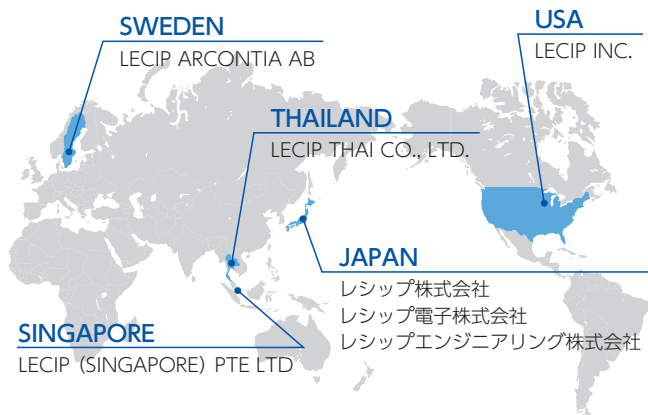 SWEDEN
LECIP ARCONTIA AB
USA
LECIP INC.
THAILAND
LECIP THAI CO., LTD.
JAPAN
レシップ株式会社
レシップ電子株式会社
レシップエンジニアリング株式会社
SINGAPORE
LECIP (SINGAPORE) PTE LTD